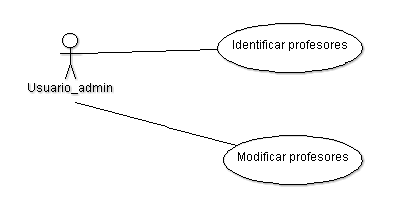 Identificar profesores
Usuario_admin
Modificar profesores